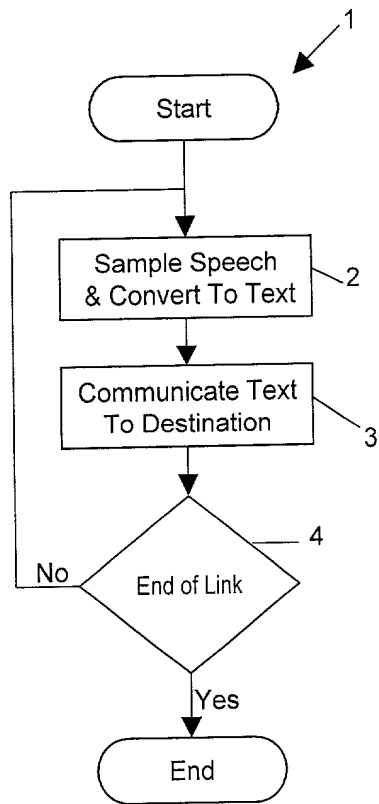 1
Start
Sample Speech
& Convert To Text
2
Communicate Text
To Destination
3
4
End of Link
No
Yes
End